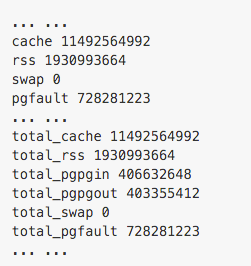 ... ...
cache 11492564992
rss 1930993664
swap 0
pgfault 728281223
... ...
total_cache 11492564992
total_rss 1930993664
total_pgpgin 406632648
total_pgpgout 403355412
total_swap 0
total_pgfault 728281223
... ...